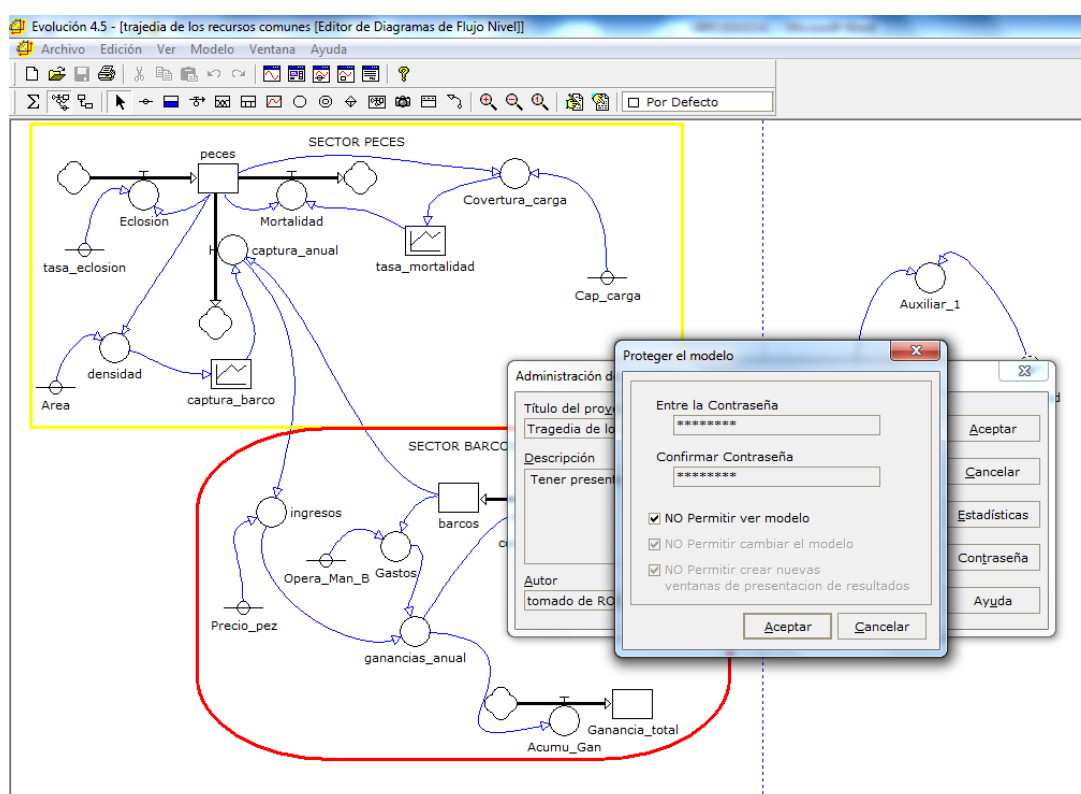 Evolución 4.5 - [trajedia de los recursos comunes [Editor de Diagramas de Flujo Nivel]]
Archivo Edición Ver Modelo Ventana Ayuda
Por Defecto
SECTOR PECES
peces
Eclosion
Mortalidad
Covertura_carga
captura_anual
tasa_eclosion
tasa_mortalidad
Cap_carga
Auxiliar_1
densidad
captura_barco
Area
SECTOR BARCO
ingresos
barcos
Opera_Man_B
Gastos
Precio_pez
ganancias_anual
Ganancia_total
Acumu_Gan
Administración d
Título del proye
Tragedia de lo
Descripción
Tener present
Autor
tomado de RO
Aceptar
Cancelar
Estadísticas
Contraseña
Ayuda
Proteger el modelo
Entre la Contraseña
********
Confirmar Contraseña
********
NO Permitir ver modelo
NO Permitir cambiar el modelo
NO Permitir crear nuevas
ventanas de presentacion de resultados
Aceptar Cancelar